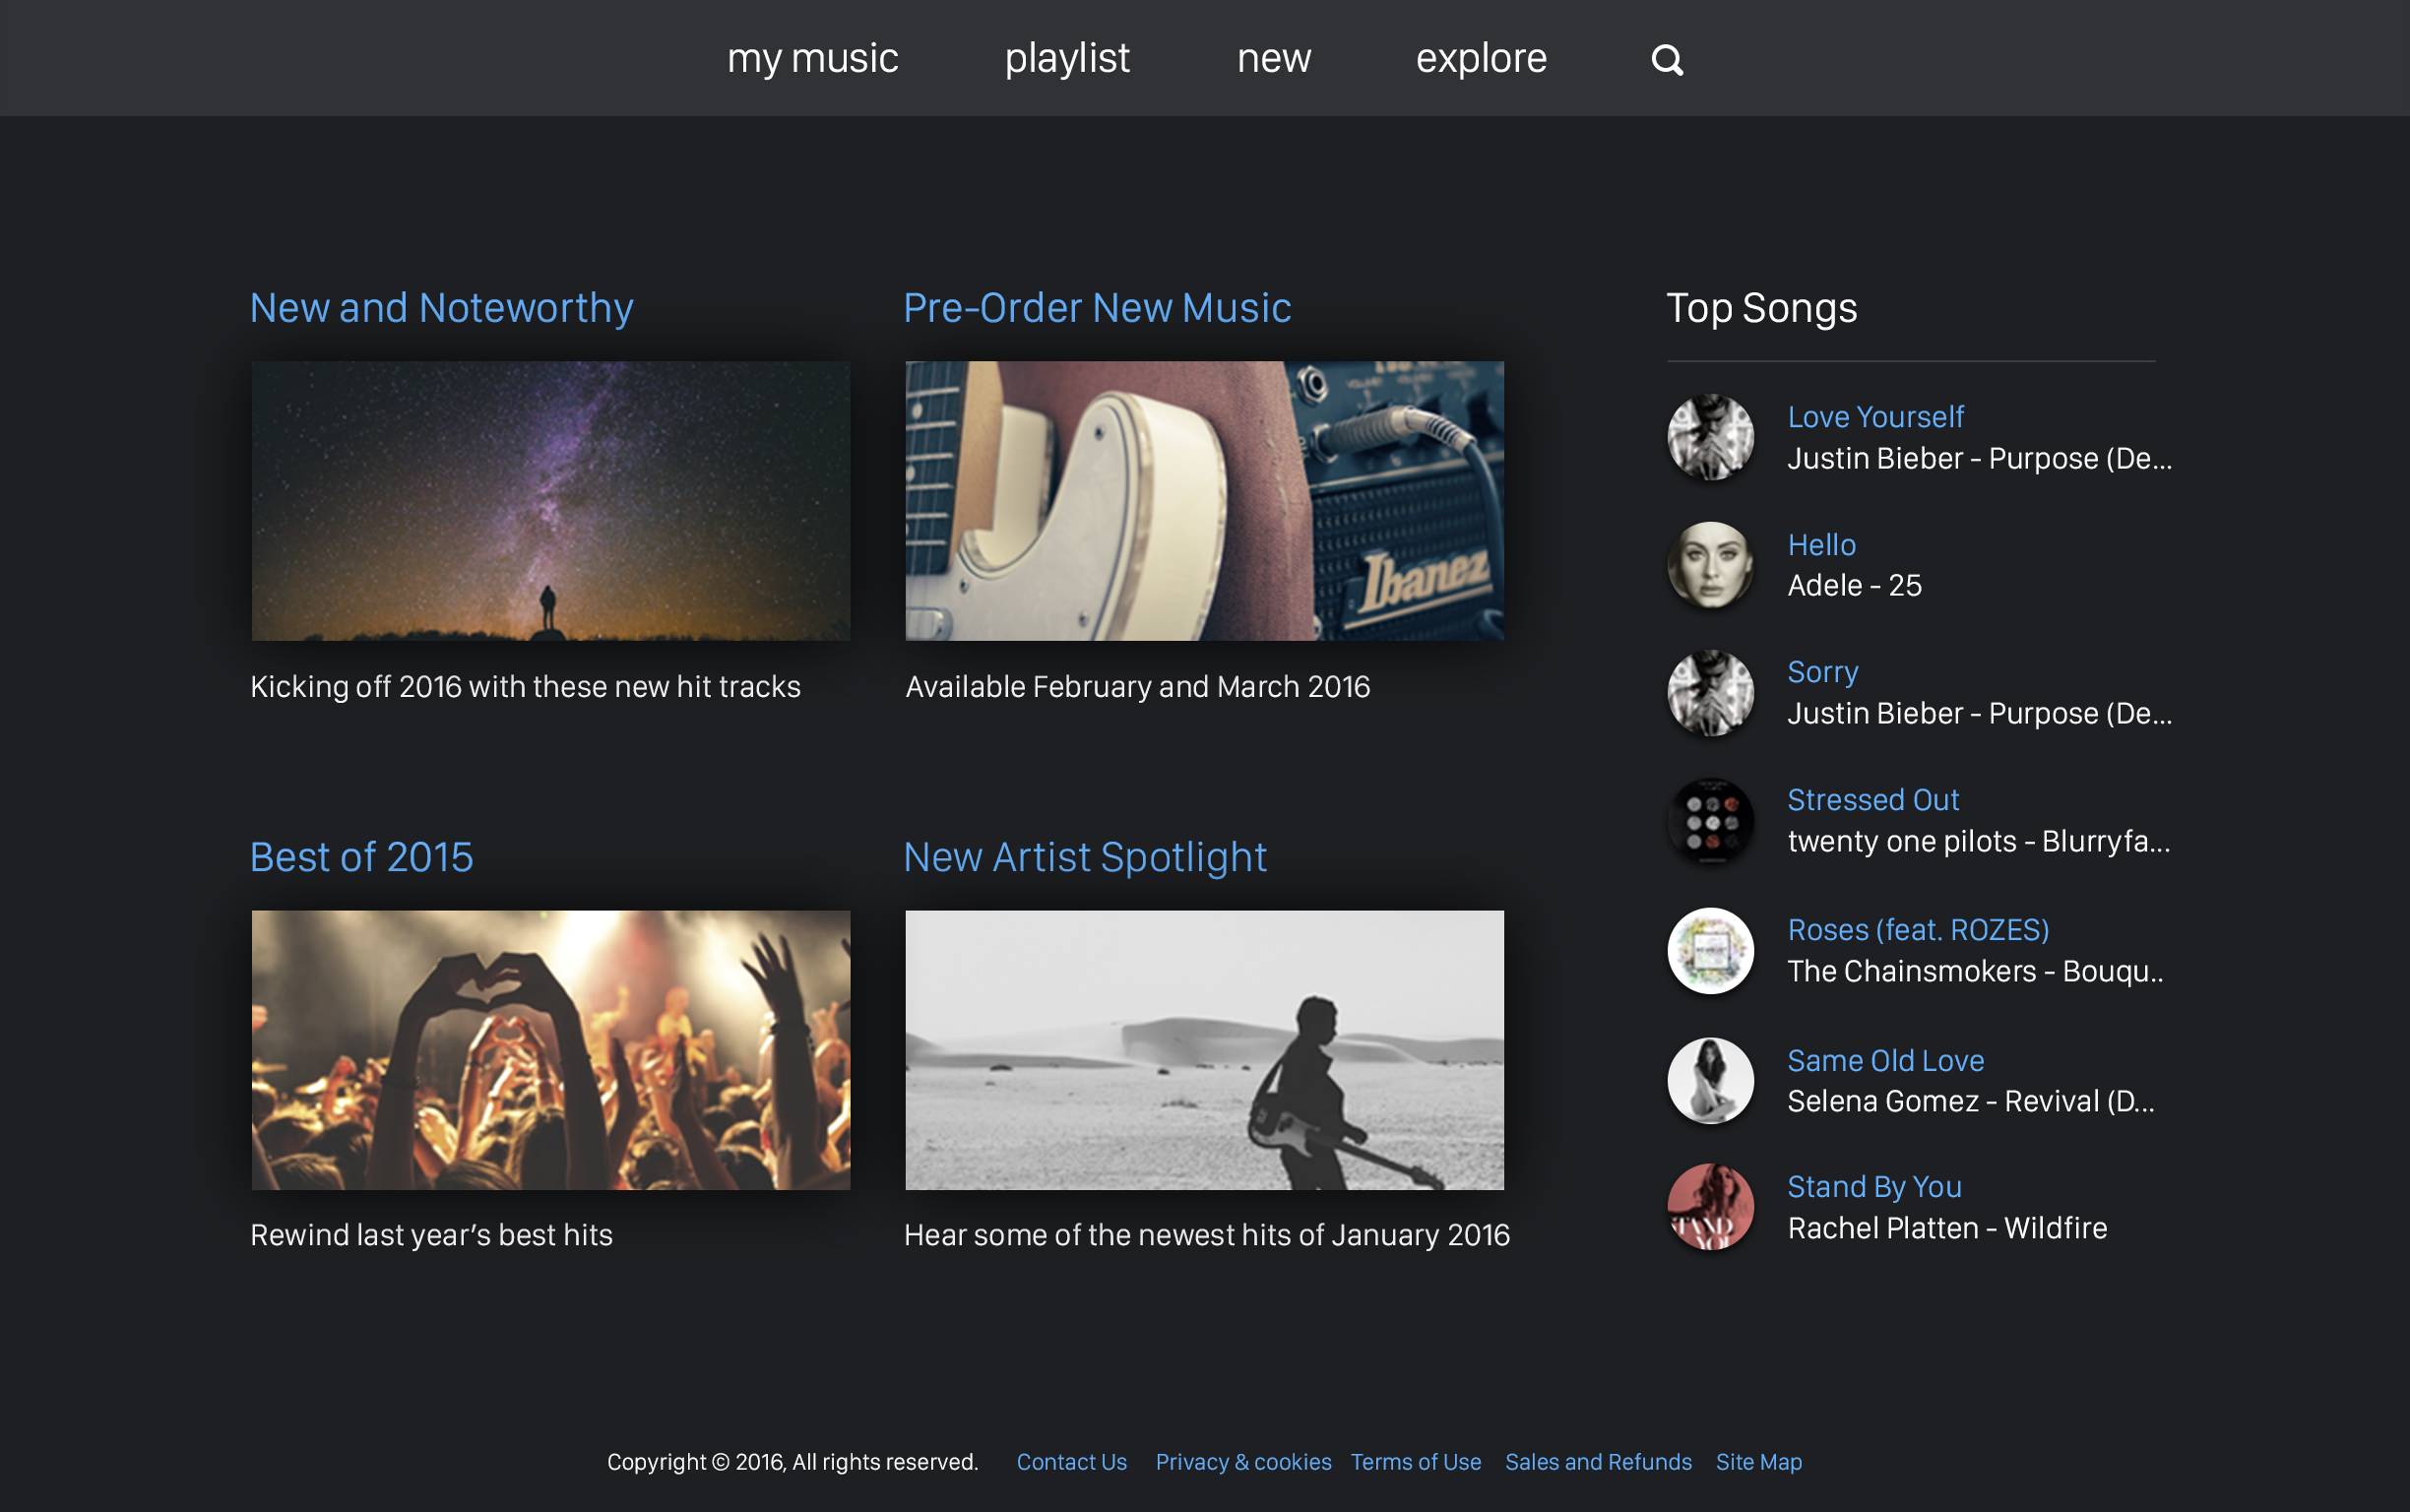 my music
playlist
new
explore
New and Noteworthy
Pre-Order New Music
Ibanez
Kicking off 2016 with these new hit tracks
Available February and March 2016
Best of 2015
New Artist Spotlight
Rewind last year’s best hits
Hear some of the newest hits of January 2016
Top Songs
Love Yourself
Justin Bieber - Purpose (De...
Hello
Adele - 25
Sorry
Justin Bieber - Purpose (De...
Stressed Out
twenty one pilots - Blurryfa...
Roses (feat. ROZES)
The Chainsmokers - Bouqu..
Same Old Love
Selena Gomez - Revival (D...
Stand By You
Rachel Platten - Wildfire
Copyright © 2016, All rights reserved.
Contact Us
Privacy & cookies
Terms of Use
Sales and Refunds
Site Map